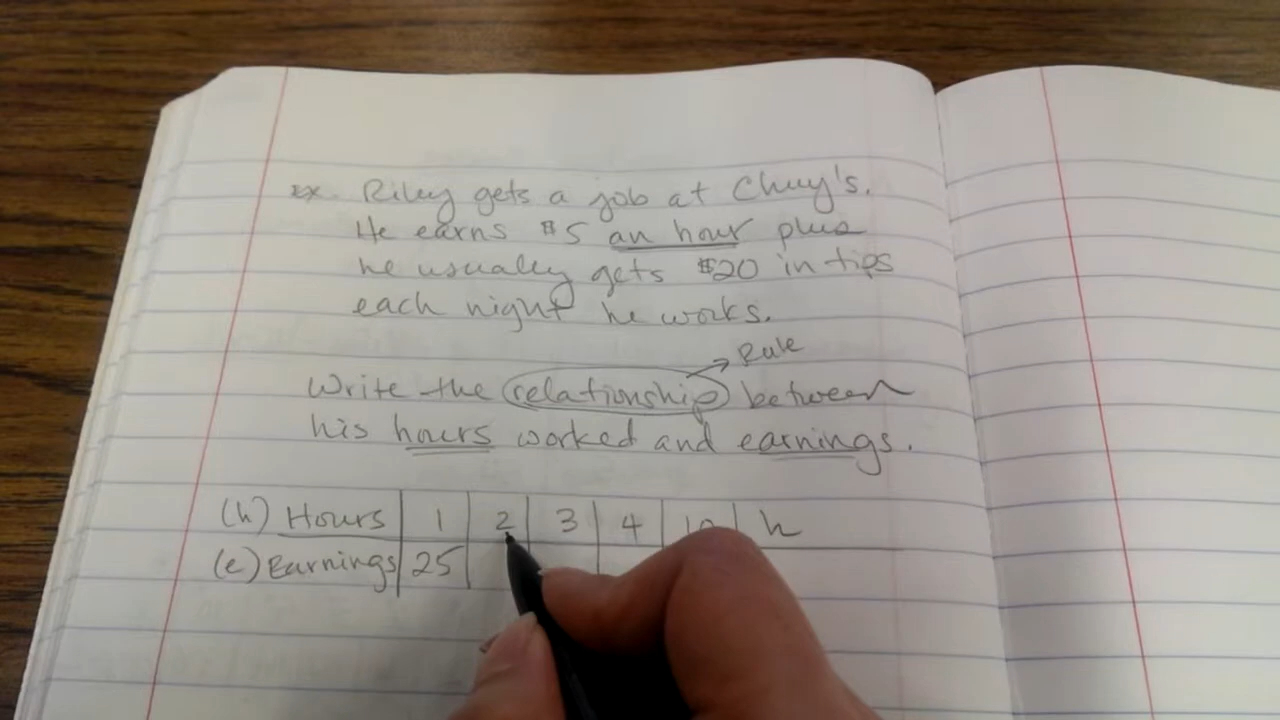 ex. Riley gets a job at Chuy's.
He earns $5 an hour plus
he usually gets $20 in tips
each night he works.
Rule
Write the relationship between
his hours worked and earnings.
(h) Hours 1 2 3 4 10 h
(e) Earnings 25